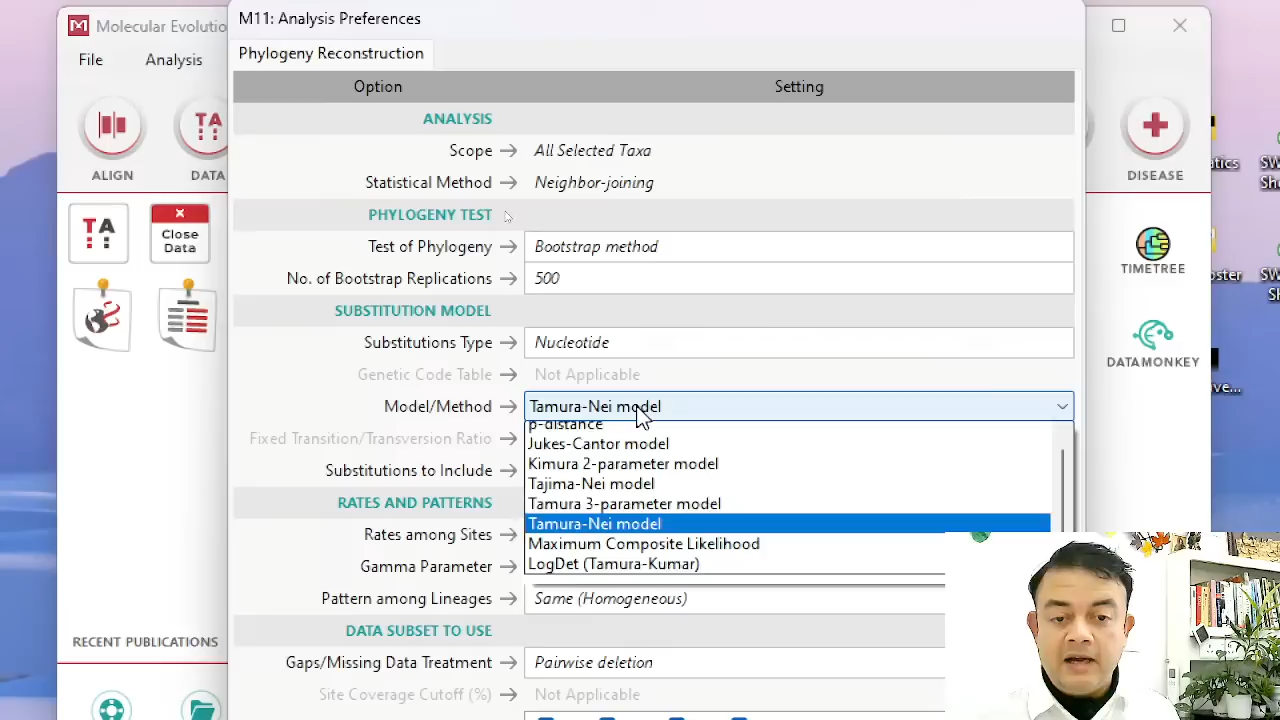 M11: Analysis Preferences
Molecular Evolutio
File Analysis
Phylogeny Reconstruction
Option Setting
ANALYSIS
Scope All Selected Taxa
Statistical Method Neighbor-joining
PHYLOGENY TEST
Test of Phylogeny Bootstrap method
No. of Bootstrap Replications 500
SUBSTITUTION MODEL
Substitutions Type Nucleotide
Genetic Code Table Not Applicable
Model/Method Tamura-Nei model
p-distance
Jukes-Cantor model
Kimura 2-parameter model
Tajima-Nei model
Tamura 3-parameter model
Tamura-Nei model
Maximum Composite Likelihood
LogDet (Tamura-Kumar)
Fixed Transition/Transversion Ratio
Substitutions to Include
RATES AND PATTERNS
Rates among Sites
Gamma Parameter
Pattern among Lineages Same (Homogeneous)
DATA SUBSET TO USE
Gaps/Missing Data Treatment Pairwise deletion
Site Coverage Cutoff (%) Not Applicable
ALIGN
TA
DATA
TA
Close
Data
RECENT PUBLICATIONS
DISEASE
TIMETREE
DATAMONKEY